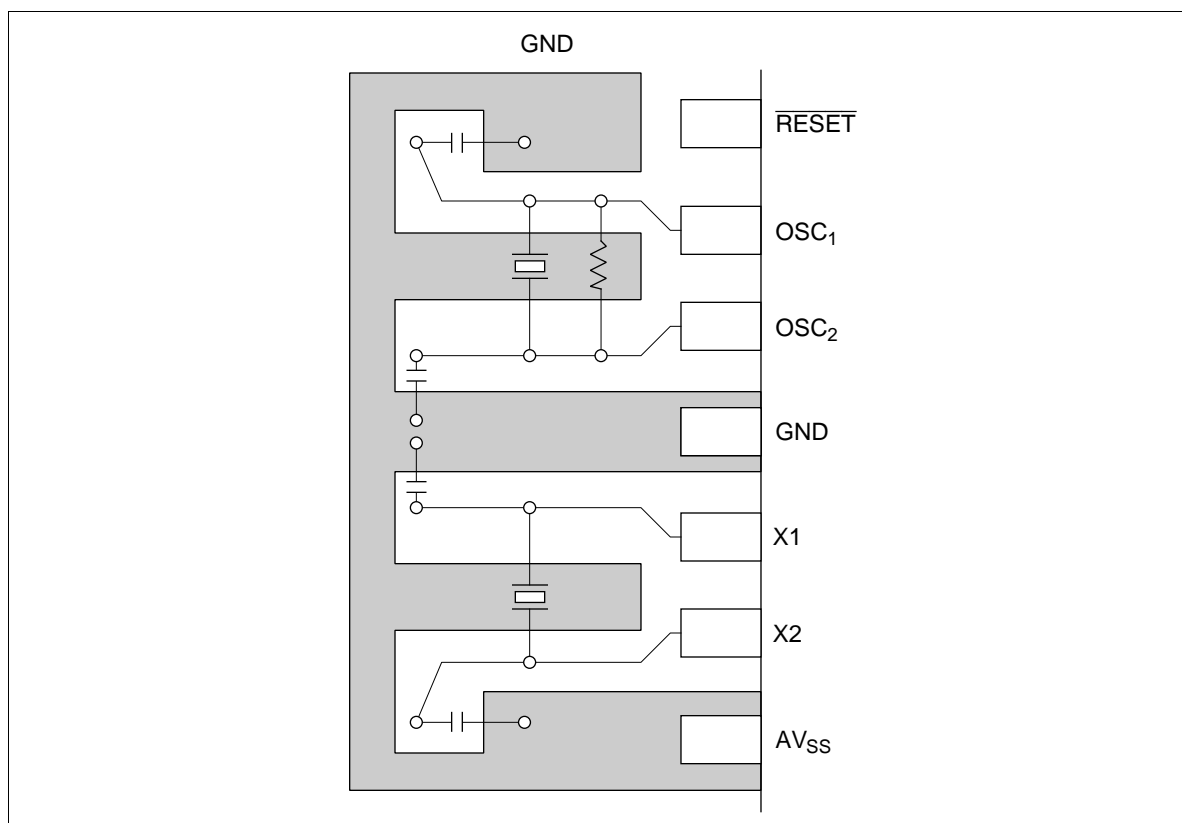 GND
RESET
OSC1
OSC2
GND
X1
X2
AVSS